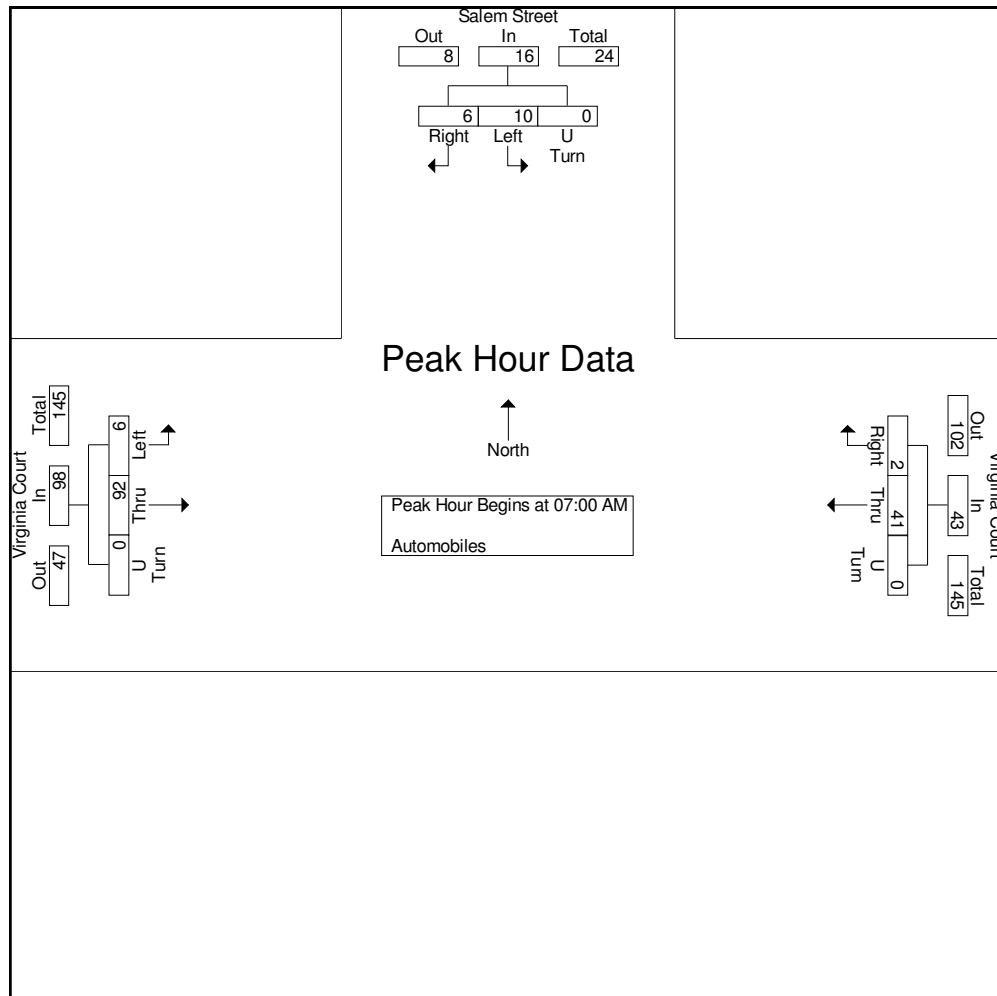 Salem Street
Out In Total
8 16 24
6 10 0
Right Left U
Turn
Peak Hour Data
North
Peak Hour Begins at 07:00 AM
Automobiles
Virginia Court
Total In Out
145 98 47
6 92 0
Left Thru U
Turn
Virginia Court
Out In Total
102 43 145
2 41 0
Right Thru U
Turn